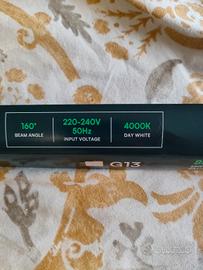 160°
BEAM ANGLE
220-240V
50Hz
INPUT VOLTAGE
4000K
DAY WHITE
G13